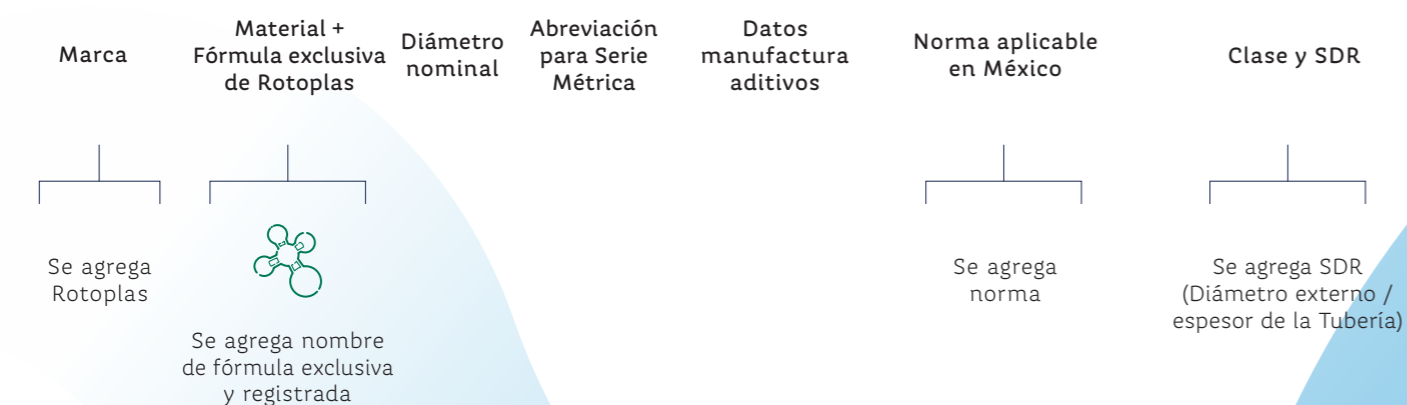 Marca
Material +
Fórmula exclusiva
de Rotoplas
Diámetro
nominal
Abreviación
para Serie
Métrica
Datos
manufactura
aditivos
Norma aplicable
en México
Clase y SDR
Se agrega
Rotoplas
Se agrega nombre
de fórmula exclusiva
y registrada
Se agrega
norma
Se agrega SDR
(Diámetro externo /
espesor de la Tubería)